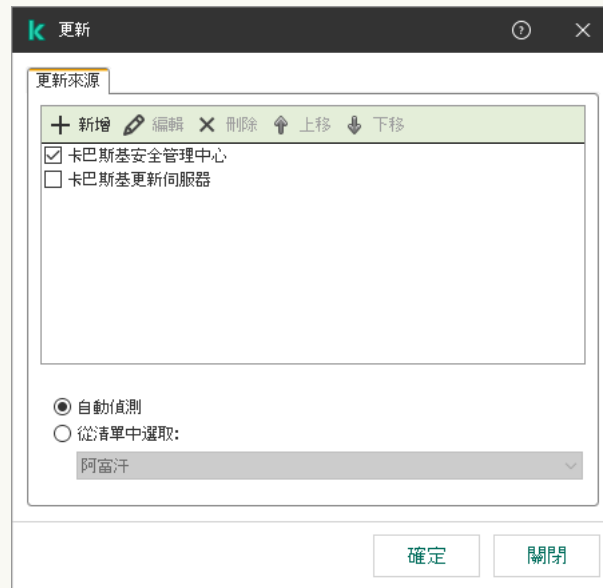 更新
更新來源
新增 編輯 刪除 上移 下移
卡巴斯基安全管理中心
卡巴斯基更新伺服器
自動偵測
從清單中選取:
阿富汗
確定 關閉